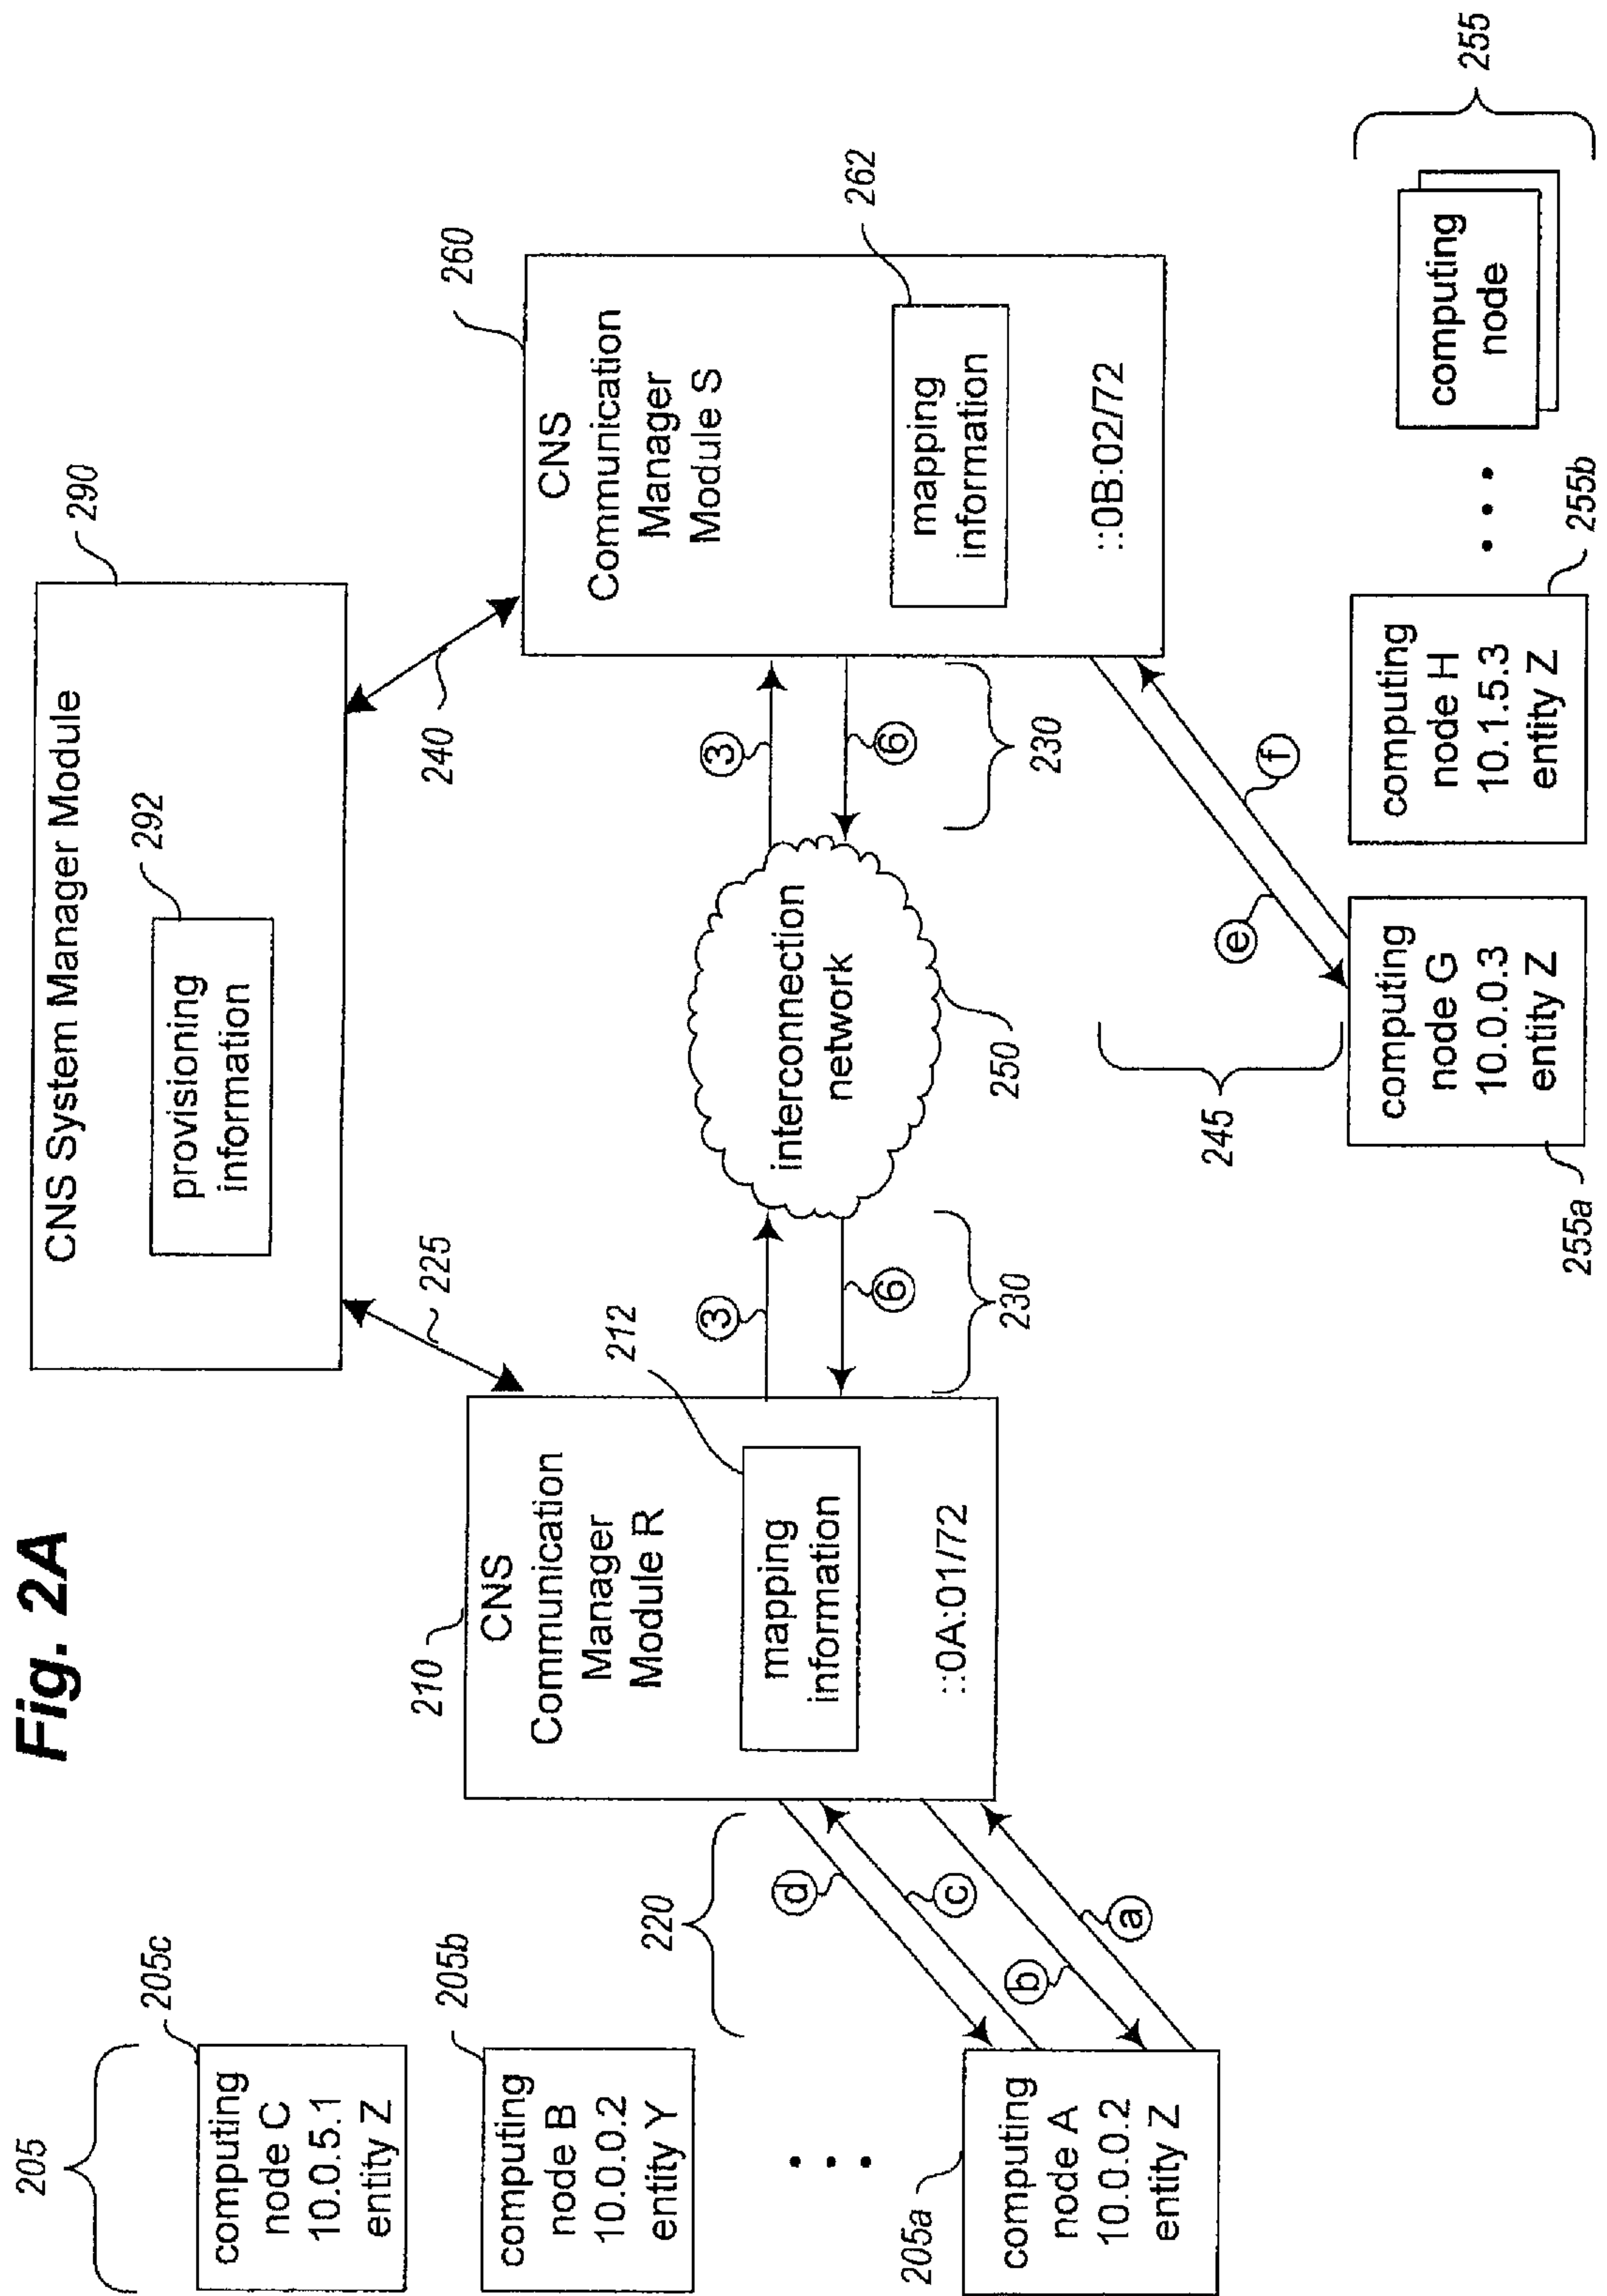 Fig. 2A
CNS System Manager Module
290
provisioning
information
292
225
240
205
computing
node C
10.0.5.1
entity Z
205c
computing
node B
10.0.0.2
entity Y
205b
computing
node A
10.0.0.2
entity Z
205a
220
d
c
b
a
210
CNS
Communication
Manager
Module R
mapping
information
212
::0A:01/72
3
6
230
interconnection
network
250
3
6
230
260
CNS
Communication
Manager
Module S
mapping
information
262
::0B:02/72
e
f
245
computing
node G
10.0.0.3
entity Z
255a
computing
node H
10.1.5.3
entity Z
255b
computing
node
255